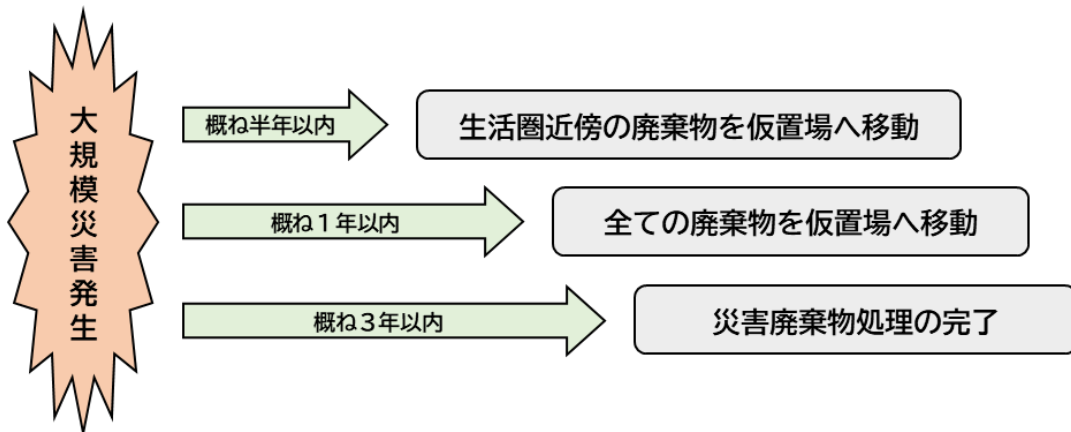 大規模災害発生
概ね半年以内
生活圏近傍の廃棄物を仮置場へ移動
概ね１年以内
全ての廃棄物を仮置場へ移動
概ね３年以内
災害廃棄物処理の完了